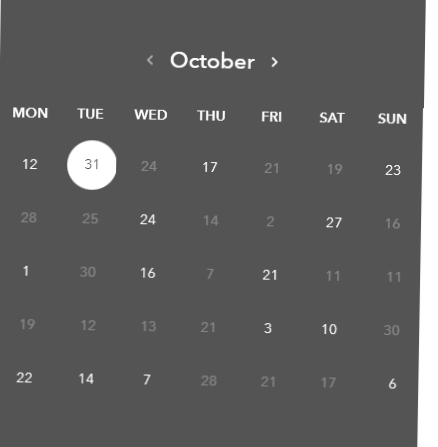 ‹ October ›
MON TUE WED THU FRI SAT SUN
12 31 24 17 21 19 23
28 25 24 14 2 27 16
1 30 16 7 21 11 11
19 12 13 21 3 10 30
22 14 7 28 21 17 6